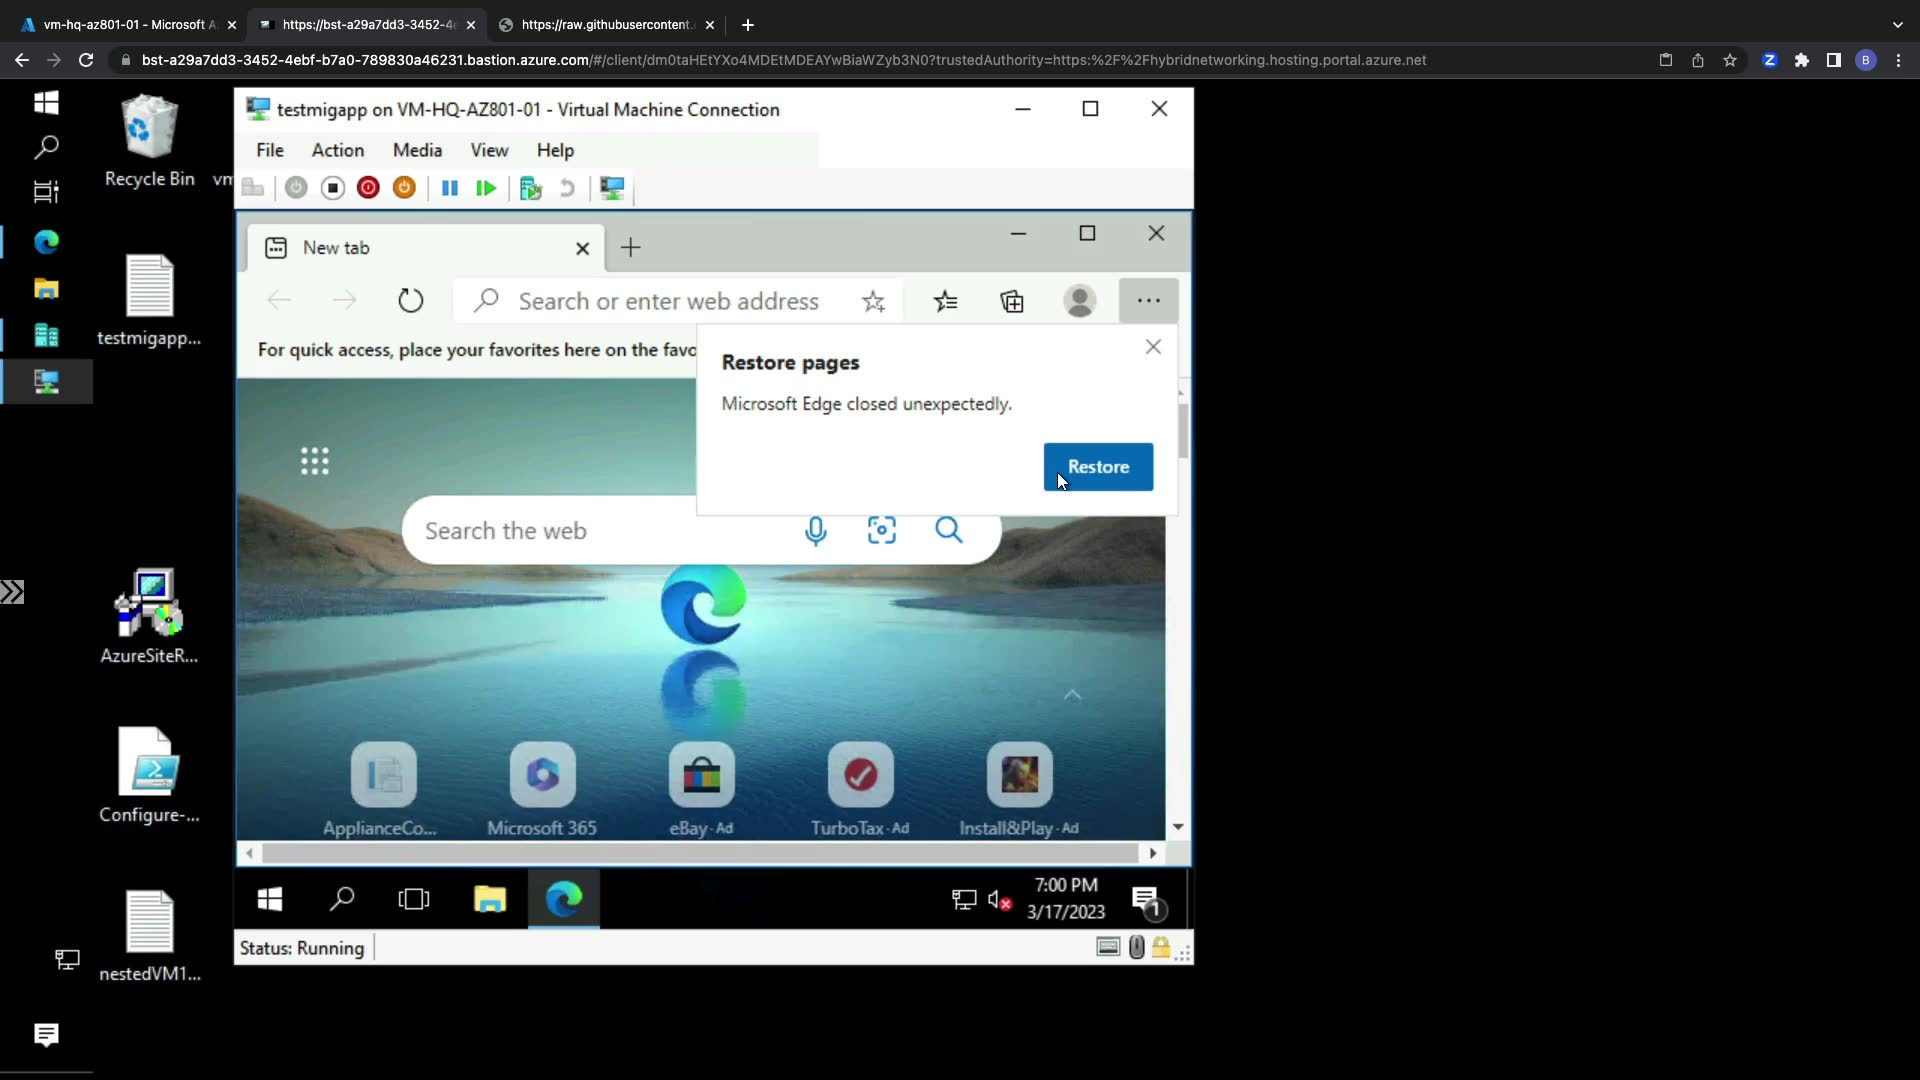 vm-hq-az801-01 - Microsoft A
https://bst-a29a7dd3-3452-4e
https://raw.githubusercontent.
bst-a29a7dd3-3452-4ebf-b7a0-789830a46231.bastion.azure.com/#/client/dm0taHEtYXo4MDEtMDEAYwBiaWZyb3N0?trustedAuthority=https:%2F%2Fhybridnetworking.hosting.portal.azure.net
B
Recycle Bin
vm
testmigapp...
AzureSiteR...
Configure-...
nestedVM1...
testmigapp on VM-HQ-AZ801-01 - Virtual Machine Connection
File Action Media View Help
New tab
Search or enter web address
For quick access, place your favorites here on the favo
Restore pages
Microsoft Edge closed unexpectedly.
Restore
Search the web
ApplianceCo...
Microsoft 365
eBay · Ad
TurboTax · Ad
Install&Play · Ad
7:00 PM
3/17/2023
1
Status: Running